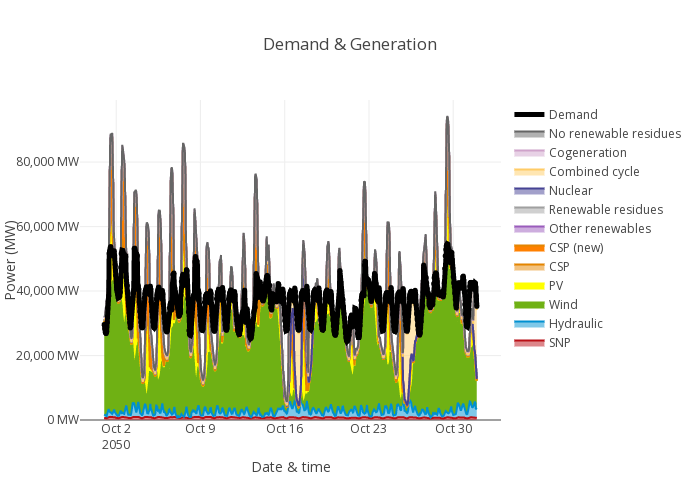 Demand & Generation
Power (MW)
80,000 MW
60,000 MW
40,000 MW
20,000 MW
0 MW
Oct 2
2050
Oct 9
Oct 16
Oct 23
Oct 30
Date & time
Demand
No renewable residues
Cogeneration
Combined cycle
Nuclear
Renewable residues
Other renewables
CSP (new)
CSP
PV
Wind
Hydraulic
SNP